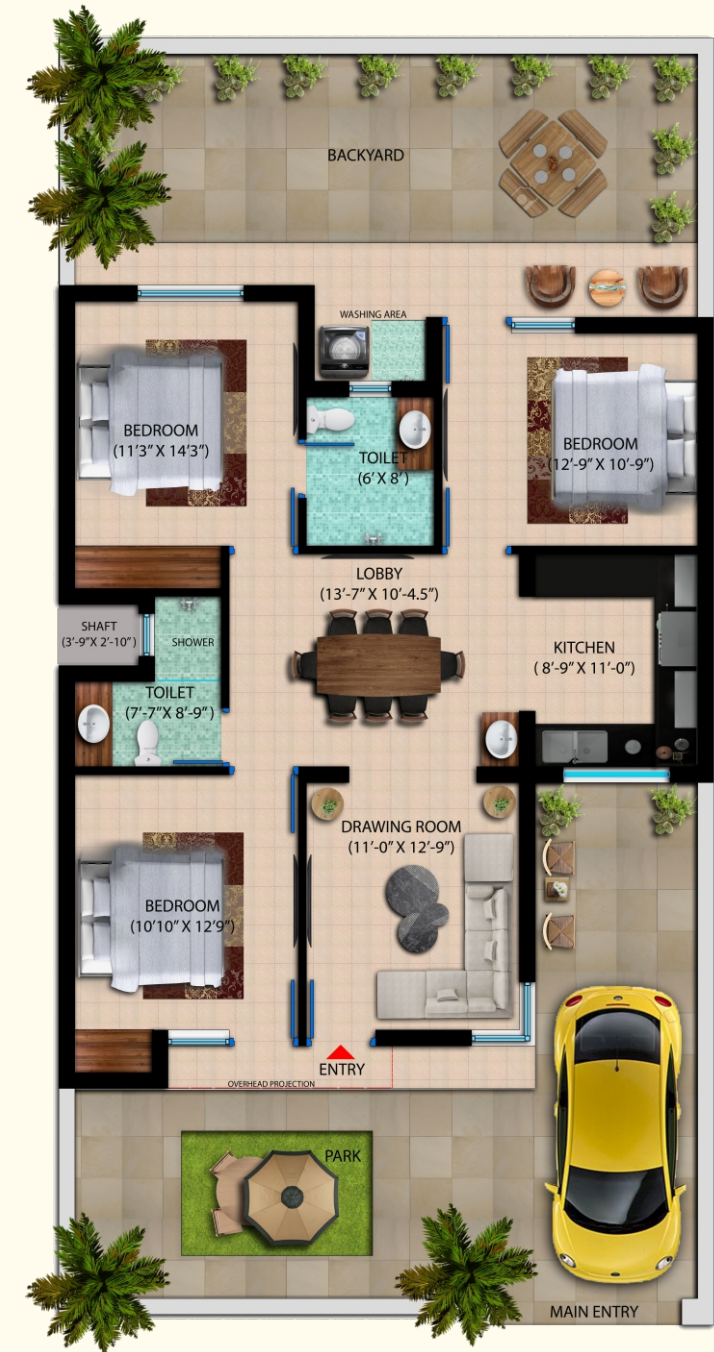 BACKYARD
WASHING AREA
BEDROOM
(11'3" X 14'3")
TOILET
(6' X 8')
BEDROOM
(12'-9" X 10'-9")
LOBBY
(13'-7" X 10'-4.5")
SHAFT
(3'-9"X 2'-10")
SHOWER
KITCHEN
( 8'-9" X 11'-0")
TOILET
(7'-7"X 8'-9")
DRAWING ROOM
(11'-0" X 12'-9")
BEDROOM
(10'10" X 12'9")
ENTRY
OVERHEAD PROJECTION
PARK
MAIN ENTRY